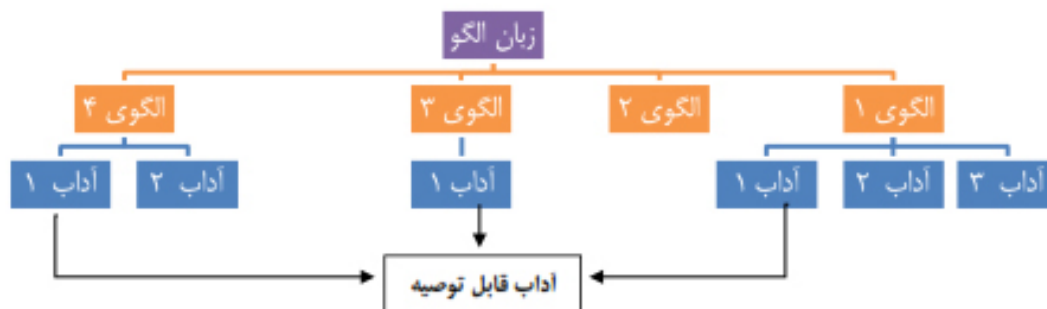 زبان الگو
الگوی ۱
الگوی ۲
الگوی ۳
الگوی ۴
آداب ۳
آداب ۲
آداب ۱
آداب ۱
آداب ۲
آداب ۱
آداب قابل توصیه